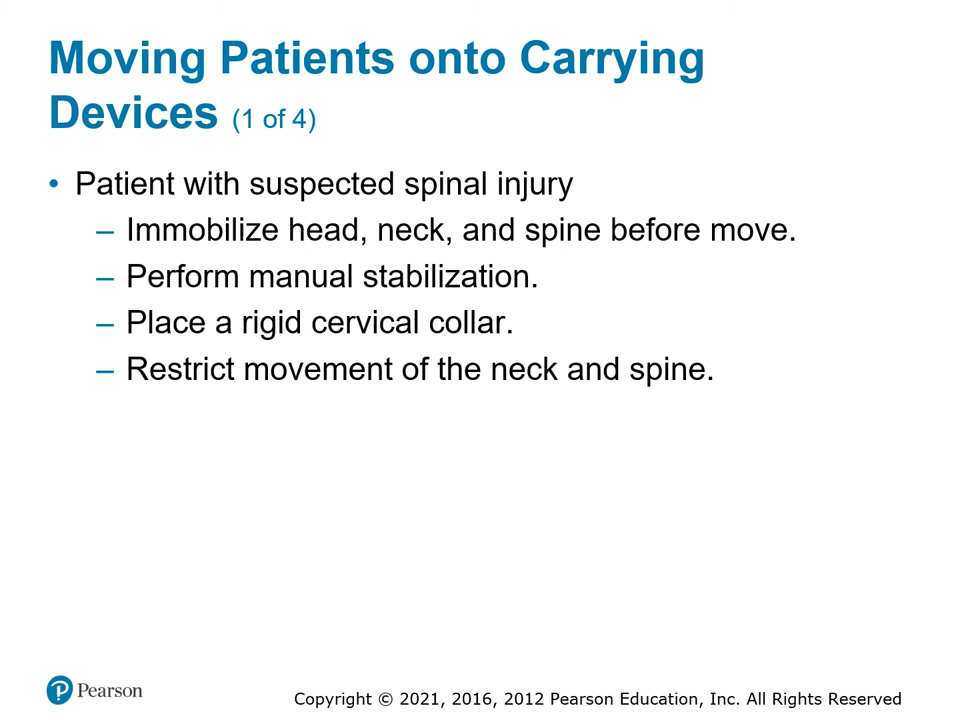 Moving Patients onto Carrying
Devices (1 of 4)
• Patient with suspected spinal injury
– Immobilize head, neck, and spine before move.
– Perform manual stabilization.
– Place a rigid cervical collar.
– Restrict movement of the neck and spine.
Pearson
Copyright © 2021, 2016, 2012 Pearson Education, Inc. All Rights Reserved